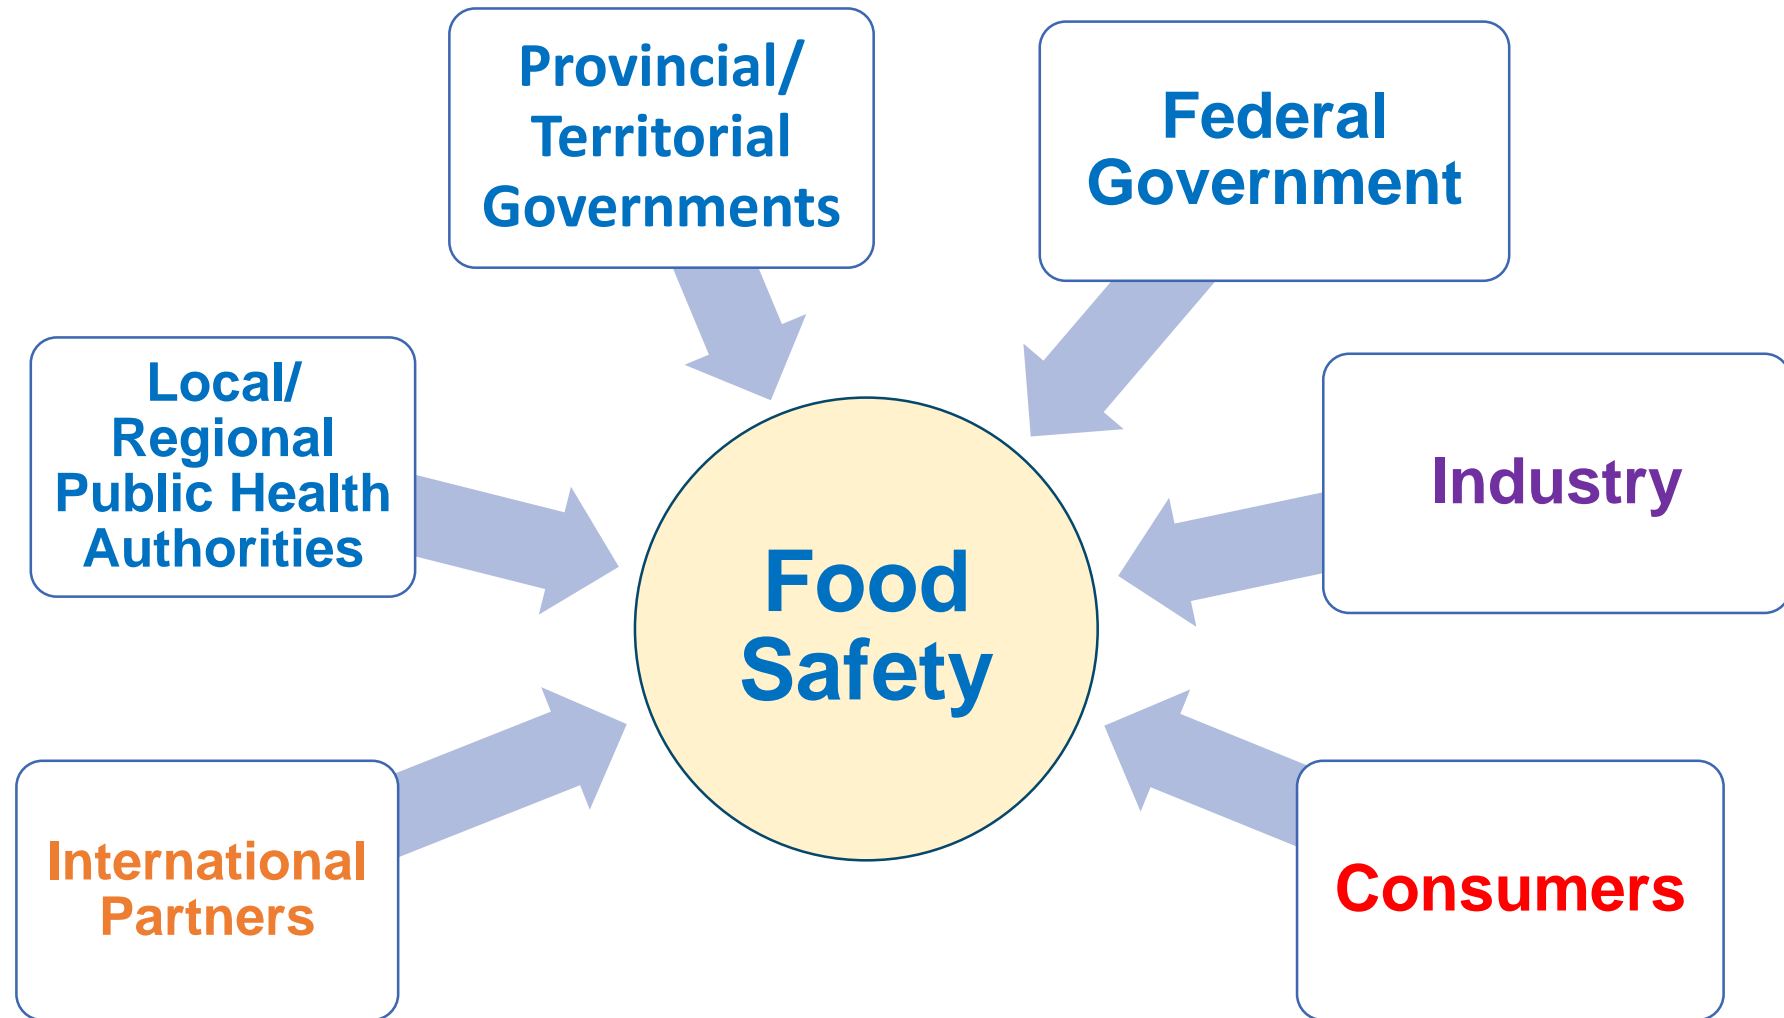 Provincial/
Territorial
Governments
Federal
Government
Local/
Regional
Public Health
Authorities
Industry
Food
Safety
International
Partners
Consumers